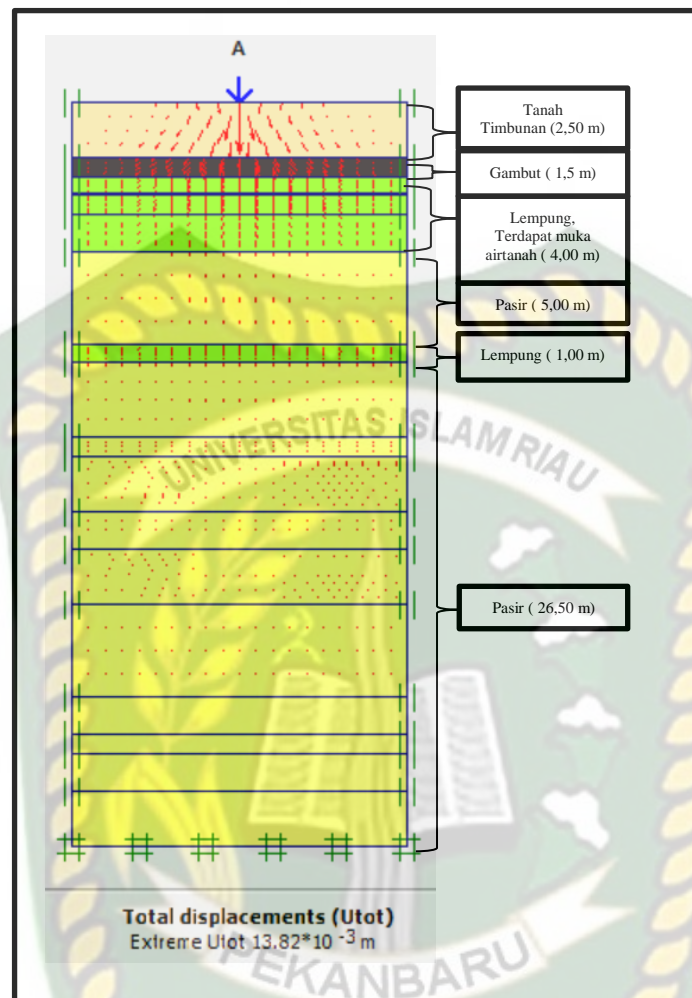 A
Tanah
Timbunan (2,50 m)
Gambut ( 1,5 m)
Lempung,
Terdapat muka
airtanah ( 4,00 m)
Pasir ( 5,00 m)
Lempung ( 1,00 m)
Pasir ( 26,50 m)
UNIVERSITAS ISLAM RIAU
PEKANBARU
Total displacements (Utot)
Extreme Utot 13.82*10 -3 m